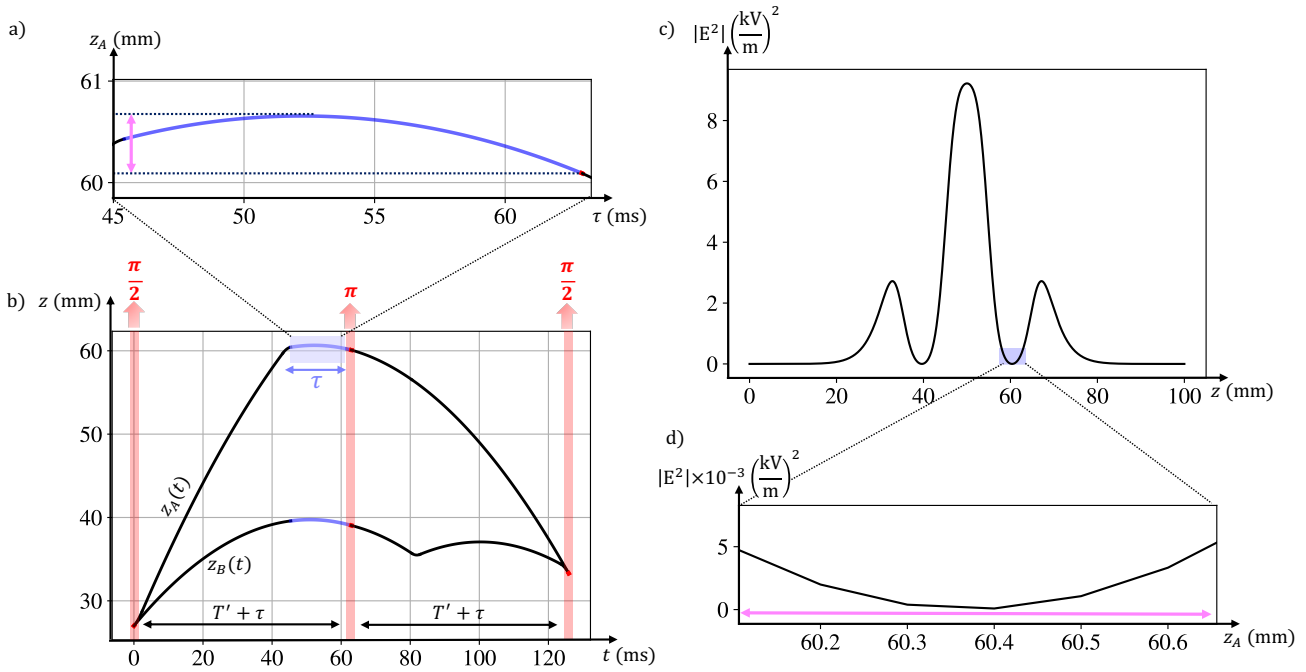 a)
z_A (mm)
61
60
45
50
55
60
τ (ms)
b)
z (mm)
π/2
π
π/2
60
50
40
30
τ
z_A(t)
z_B(t)
T′ + τ
T′ + τ
0
20
40
60
80
100
120
t (ms)
c)
|E²| (kV/m)²
8
6
4
2
0
0
20
40
60
80
100
z (mm)
d)
|E²|×10⁻³ (kV/m)²
5
0
60.2
60.3
60.4
60.5
60.6
z_A (mm)